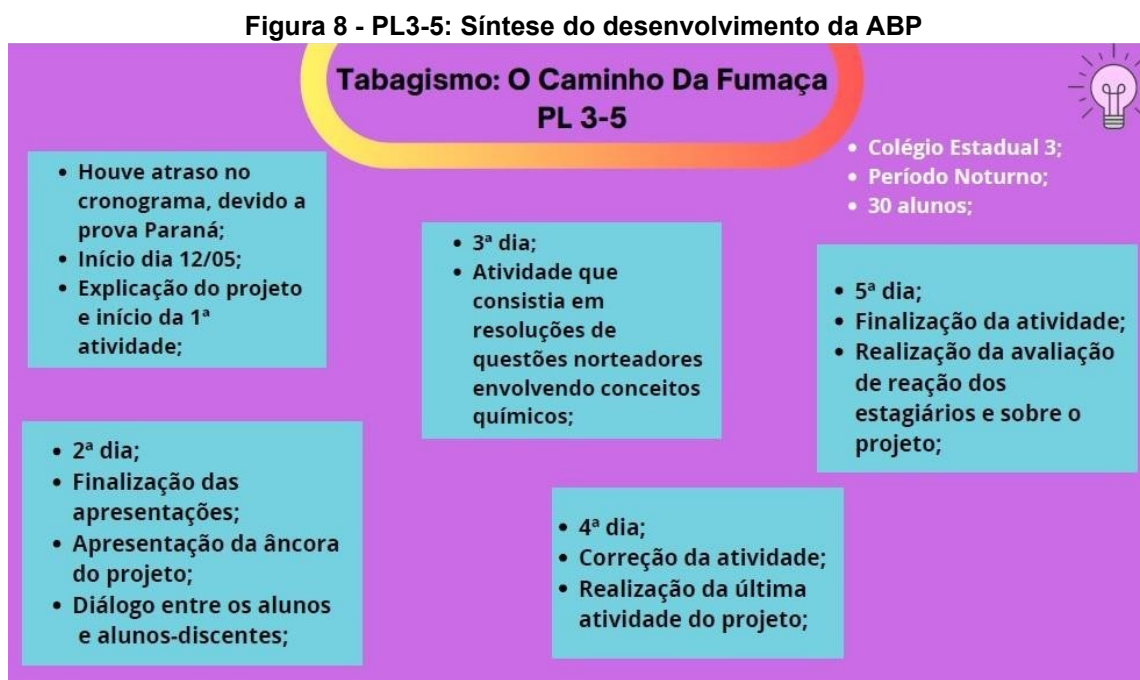 Figura 8 - PL3-5: Síntese do desenvolvimento da ABP
Tabagismo: O Caminho Da Fumaça
PL 3-5
• Colégio Estadual 3;
• Período Noturno;
• 30 alunos;
• Houve atraso no
cronograma, devido a
prova Paraná;
• Início dia 12/05;
• Explicação do projeto
e início da 1ª
atividade;
• 2ª dia;
• Finalização das
apresentações;
• Apresentação da âncora
do projeto;
• Diálogo entre os alunos
e alunos-discentes;
• 3ª dia;
• Atividade que
consistia em
resoluções de
questões norteadores
envolvendo conceitos
químicos;
• 4ª dia;
• Correção da atividade;
• Realização da última
atividade do projeto;
• 5ª dia;
• Finalização da atividade;
• Realização da avaliação
de reação dos
estagiários e sobre o
projeto;